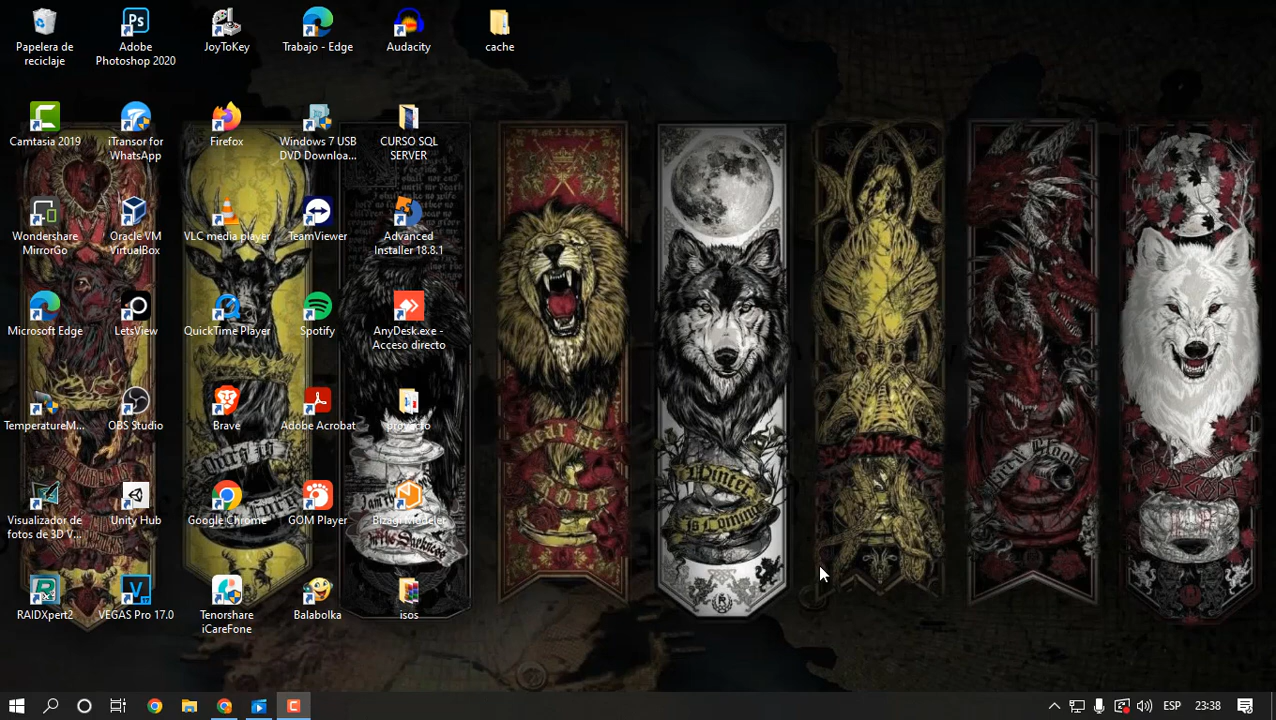 Papelera de
reciclaje
Adobe
Photoshop 2020
JoyToKey
Trabajo - Edge
Audacity
cache
Camtasia 2019
iTransor for
WhatsApp
Firefox
Windows 7 USB
DVD Downloa...
CURSO SQL
SERVER
Wondershare
MirrorGo
Oracle VM
VirtualBox
VLC media player
TeamViewer
Advanced
Installer 18.8.1
Microsoft Edge
LetsView
QuickTime Player
Spotify
AnyDesk.exe -
Acceso directo
TemperatureM...
OBS Studio
Brave
Adobe Acrobat
proyecto
Visualizador de
fotos de 3D V...
Unity Hub
Google Chrome
GOM Player
Bizagi Modeler
RAIDXpert2
VEGAS Pro 17.0
Tenorshare
iCareFone
Balabolka
isos
Hear Me
Roar
Winter
is Coming
We Do Not Sow
ESP
23:38